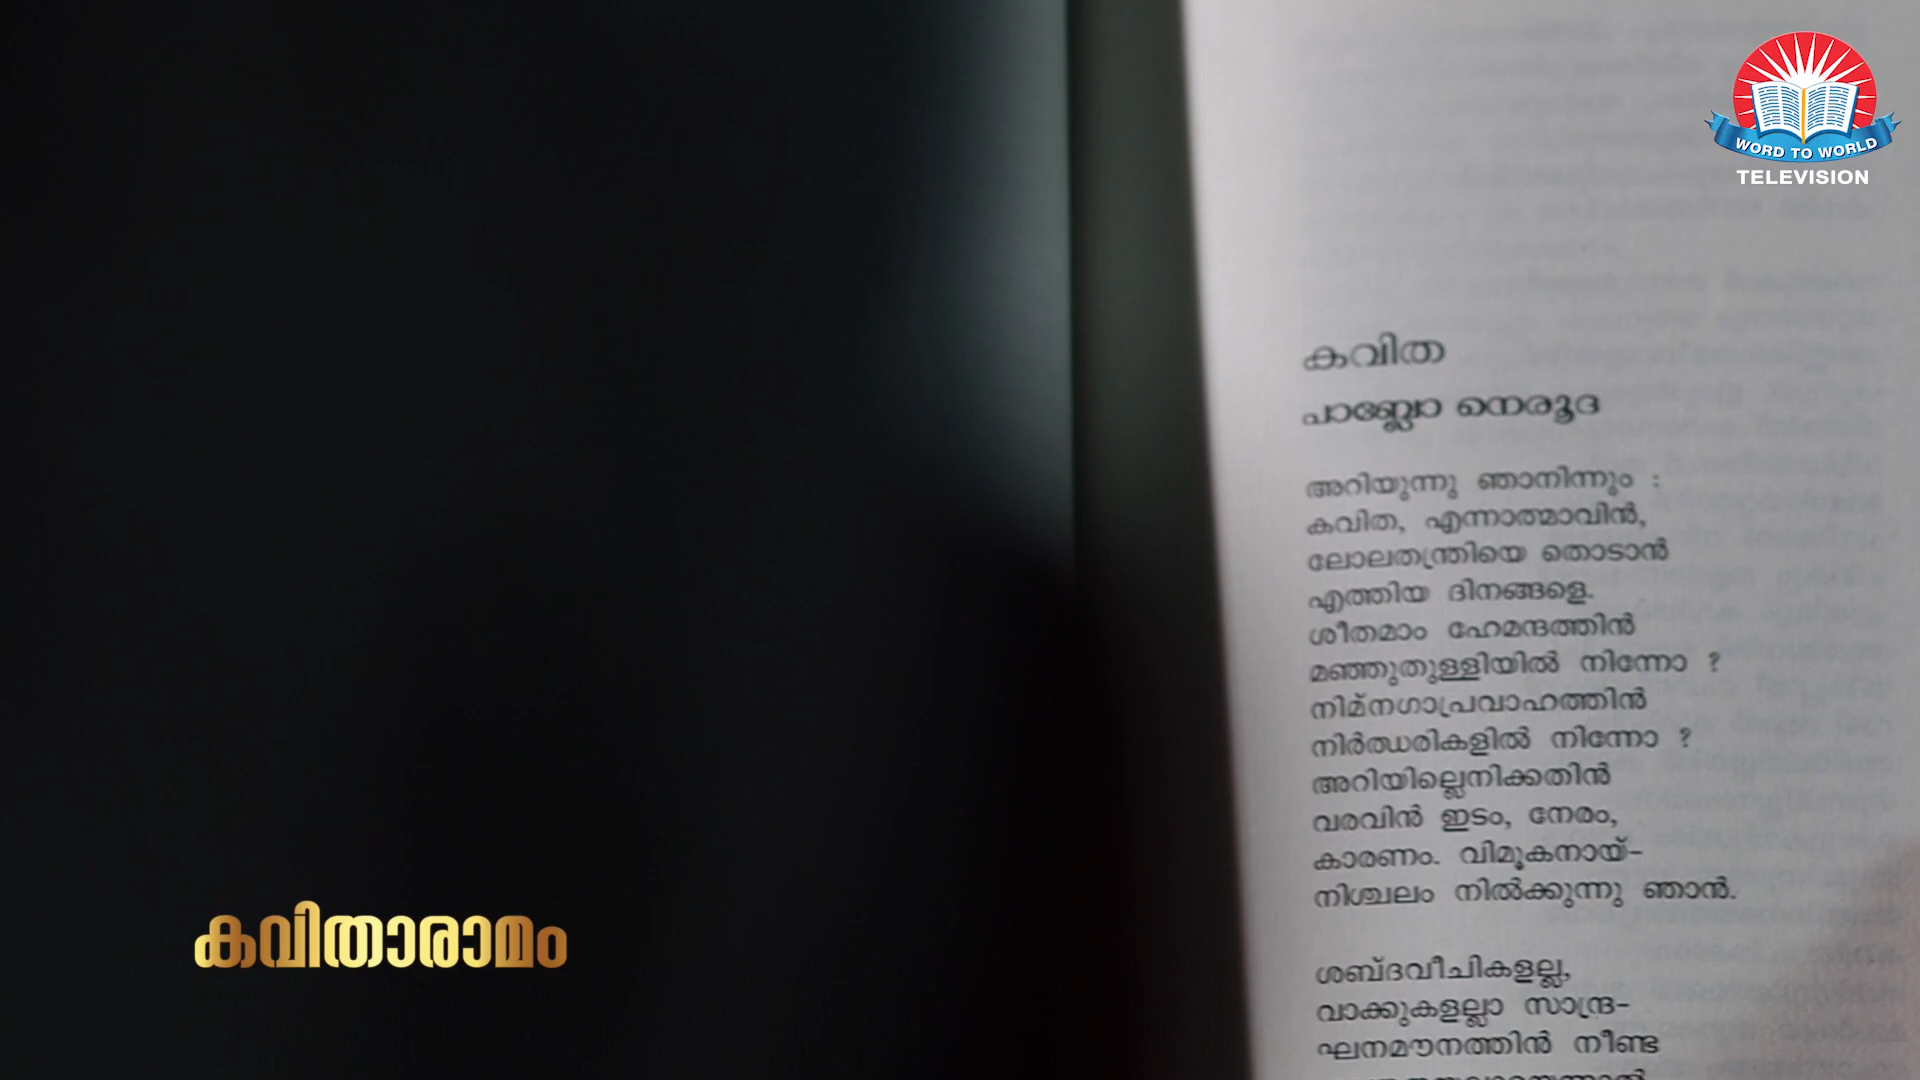 WORD TO WORLD
TELEVISION
കവിത
പാബ്ലോ നെരൂദ
അറിയുന്നു ഞാനിന്നും :
കവിത, എന്നാത്മാവിൻ,
ലോലതന്ത്രിയെ തൊടാൻ
എത്തിയ ദിനങ്ങളെ.
ശീതമാം ഹേമന്ദത്തിൻ
മഞ്ഞുതുള്ളിയിൽ നിന്നോ ?
നിമ്നഗാപ്രവാഹത്തിൻ
നിർഝരികളിൽ നിന്നോ ?
അറിയില്ലെനിക്കതിൻ
വരവിൻ ഇടം, നേരം,
കാരണം. വിമൂകനായ്-
നിശ്ചലം നിൽക്കുന്നു ഞാൻ.
ശബ്ദവീചികളല്ല,
വാക്കുകളല്ലാ സാന്ദ്ര-
ഘനമൗനത്തിൻ നീണ്ട
കവിതാരാമം